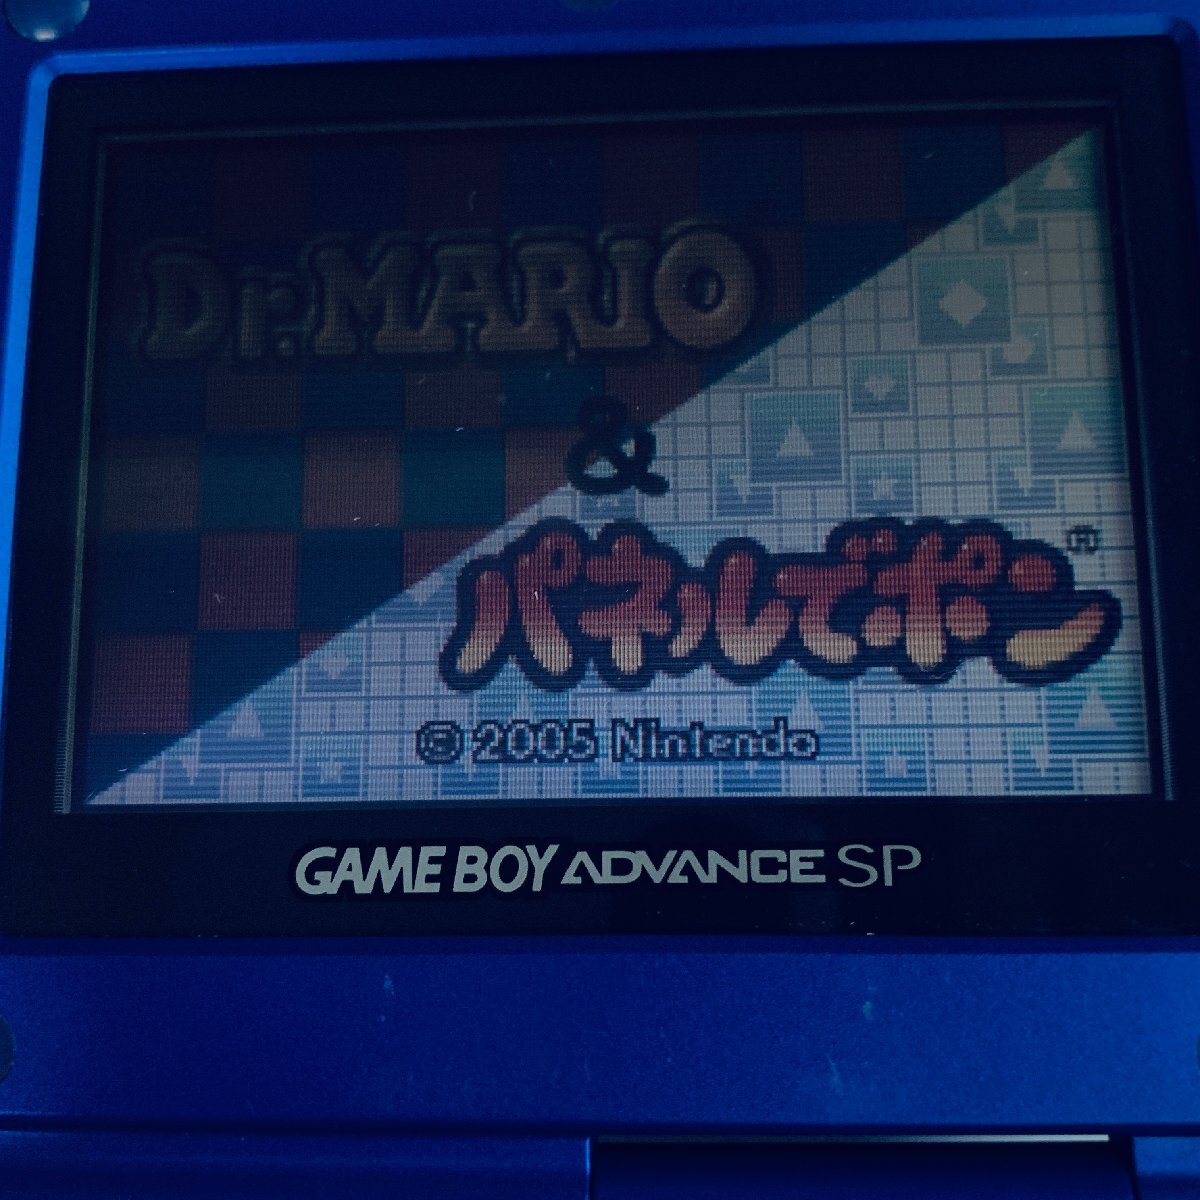 Dr. MARIO
&
パネルでポン®
© 2005 Nintendo
GAME BOY ADVANCE SP